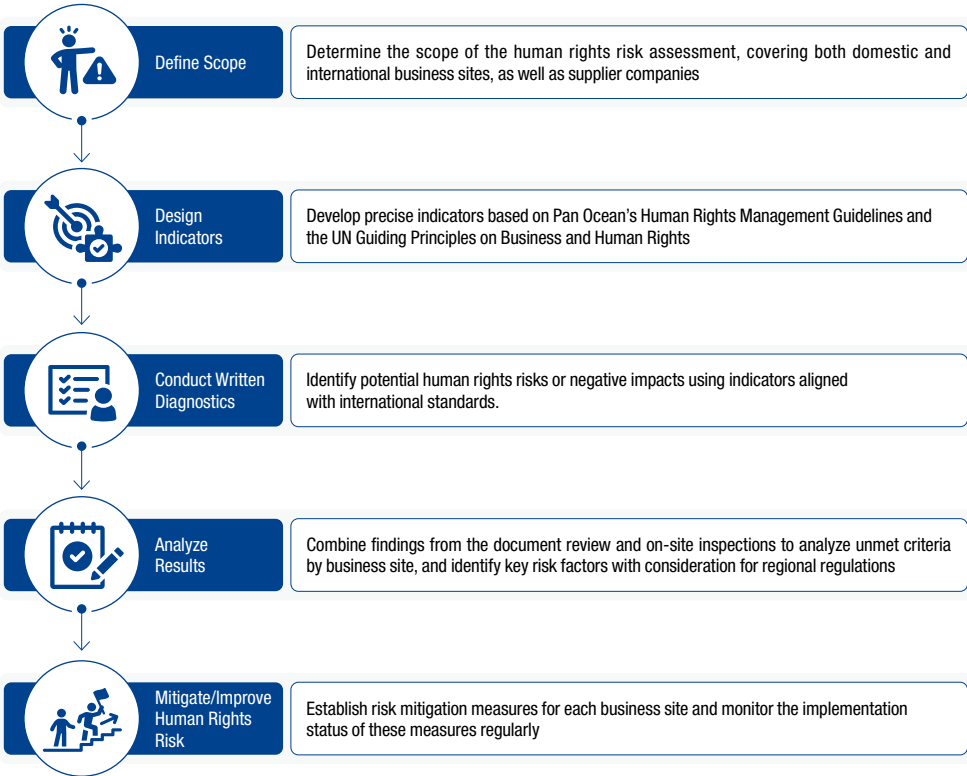 Define Scope
Determine the scope of the human rights risk assessment, covering both domestic and
international business sites, as well as supplier companies
Design
Indicators
Develop precise indicators based on Pan Ocean's Human Rights Management Guidelines and
the UN Guiding Principles on Business and Human Rights
Conduct Written
Diagnostics
Identify potential human rights risks or negative impacts using indicators aligned
with international standards.
Analyze
Results
Combine findings from the document review and on-site inspections to analyze unmet criteria
by business site, and identify key risk factors with consideration for regional regulations
Mitigate/Improve
Human Rights
Risk
Establish risk mitigation measures for each business site and monitor the implementation
status of these measures regularly